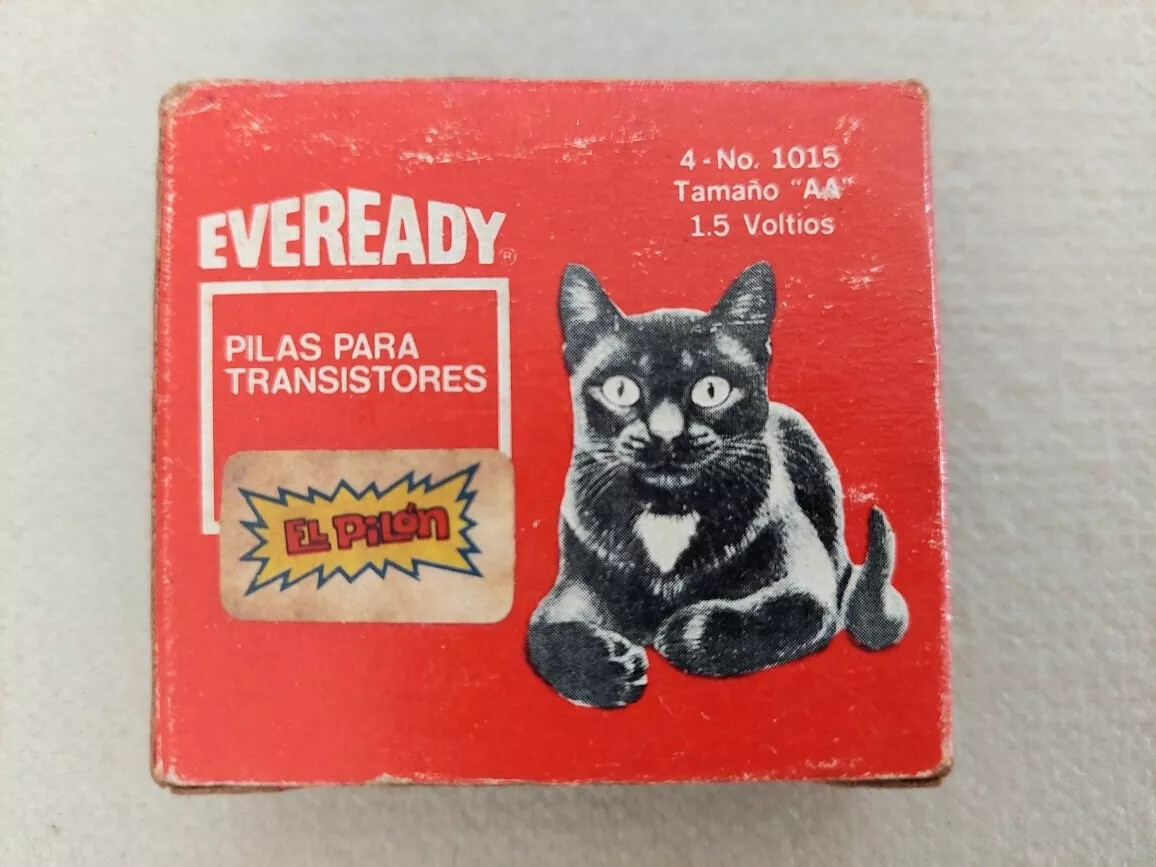 4-No. 1015
Tamaño "AA"
1.5 Voltios
EVEREADY®
PILAS PARA
TRANSISTORES
EL PiLón